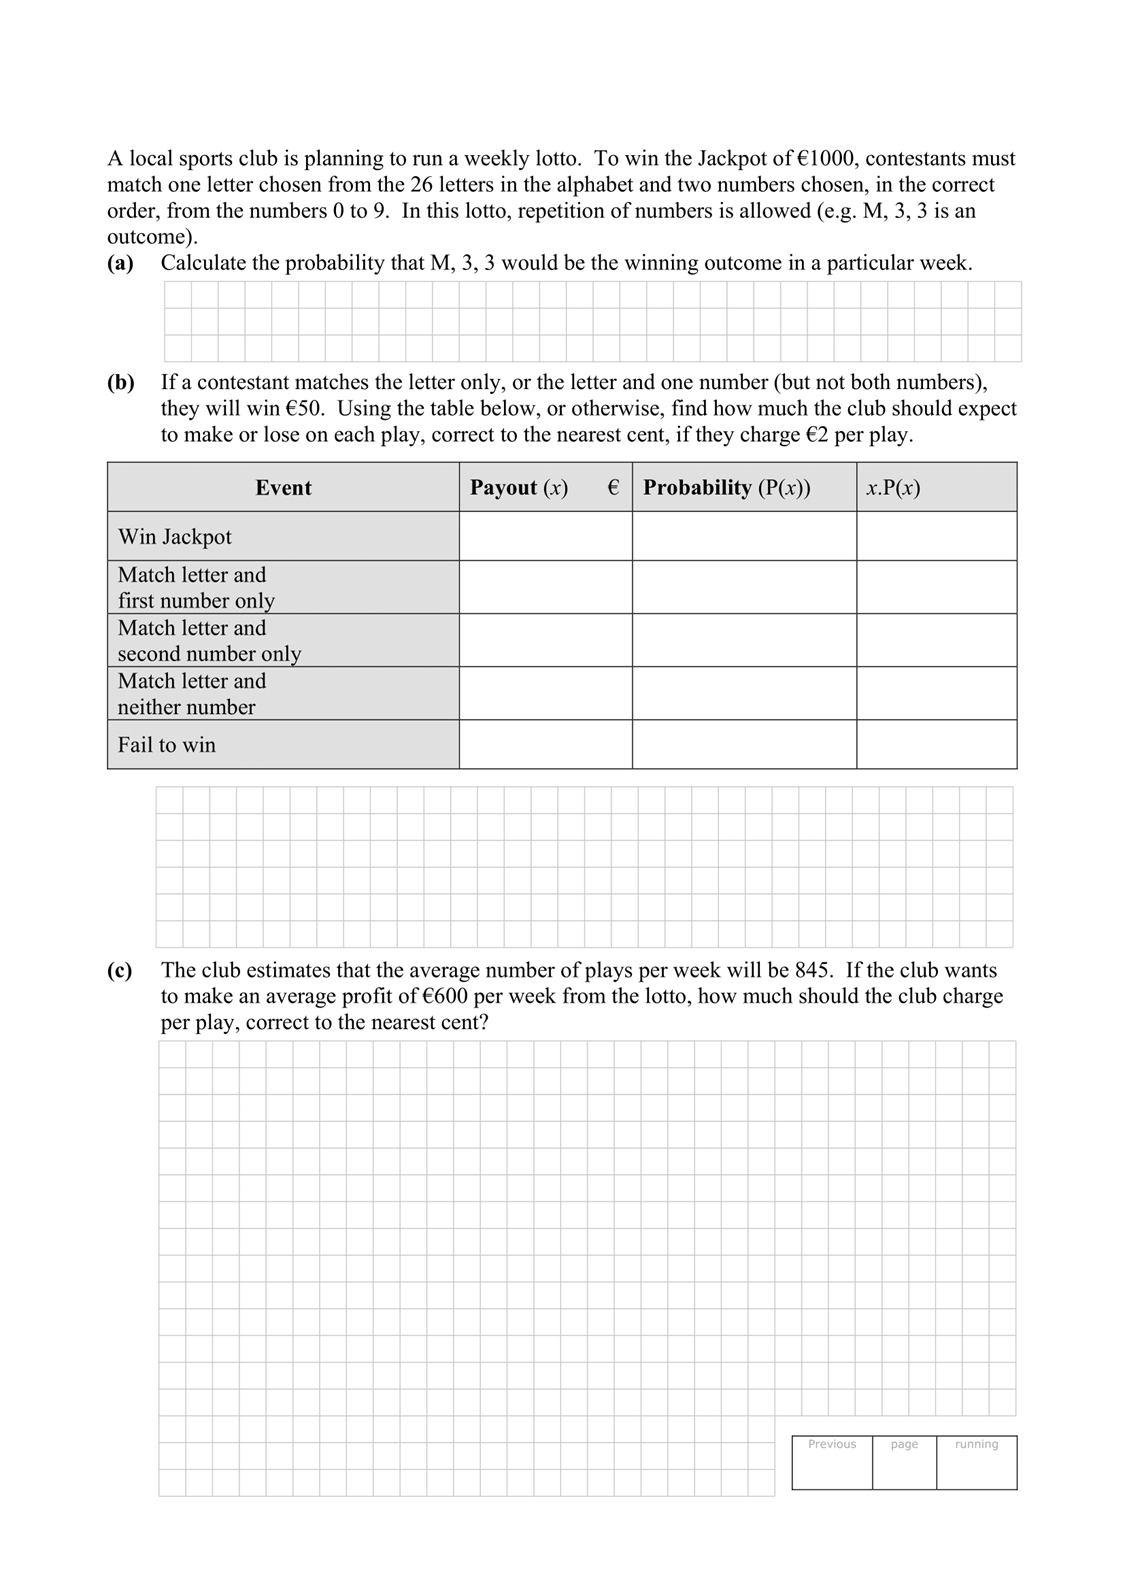 A local sports club is planning to run a weekly lotto.  To win the Jackpot of €1000, contestants must
match one letter chosen from the 26 letters in the alphabet and two numbers chosen, in the correct
order, from the numbers 0 to 9.  In this lotto, repetition of numbers is allowed (e.g. M, 3, 3 is an
outcome).
(a) Calculate the probability that M, 3, 3 would be the winning outcome in a particular week.
(b) If a contestant matches the letter only, or the letter and one number (but not both numbers),
they will win €50.  Using the table below, or otherwise, find how much the club should expect
to make or lose on each play, correct to the nearest cent, if they charge €2 per play.
Event Payout (x) € Probability (P(x)) x.P(x)
Win Jackpot
Match letter and
first number only
Match letter and
second number only
Match letter and
neither number
Fail to win
(c) The club estimates that the average number of plays per week will be 845.  If the club wants
to make an average profit of €600 per week from the lotto, how much should the club charge
per play, correct to the nearest cent?
Previous page running